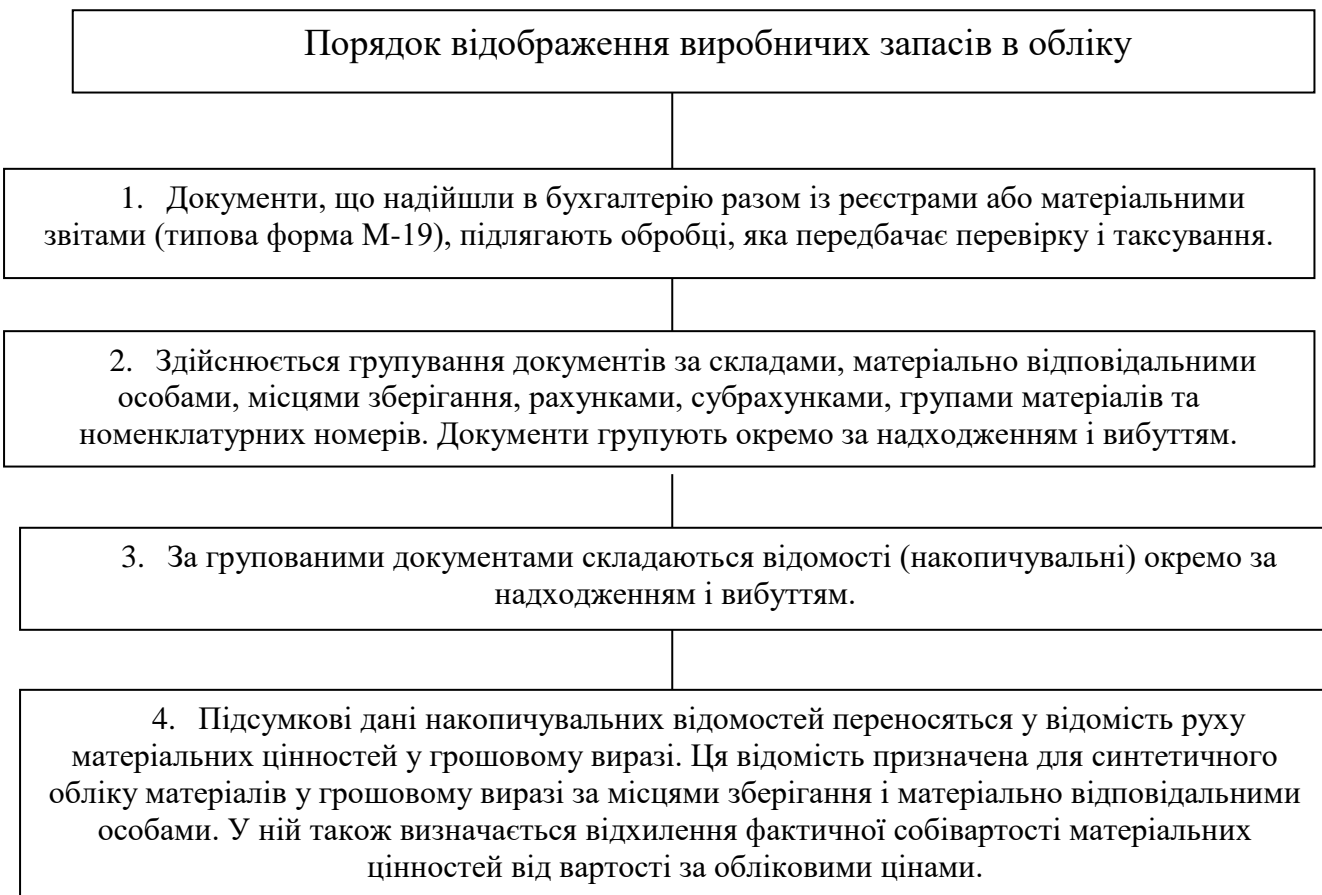 Порядок відображення виробничих запасів в обліку
1. Документи, що надійшли в бухгалтерію разом із реєстрами або матеріальними
звітами (типова форма М-19), підлягають обробці, яка передбачає перевірку і таксування.
2. Здійснюється групування документів за складами, матеріально відповідальними
особами, місцями зберігання, рахунками, субрахунками, групами матеріалів та
номенклатурних номерів. Документи групують окремо за надходженням і вибуттям.
3. За групованими документами складаються відомості (накопичувальні) окремо за
надходженням і вибуттям.
4. Підсумкові дані накопичувальних відомостей переносяться у відомість руху
матеріальних цінностей у грошовому виразі. Ця відомість призначена для синтетичного
обліку матеріалів у грошовому виразі за місцями зберігання і матеріально відповідальними
особами. У ній також визначається відхилення фактичної собівартості матеріальних
цінностей від вартості за обліковими цінами.